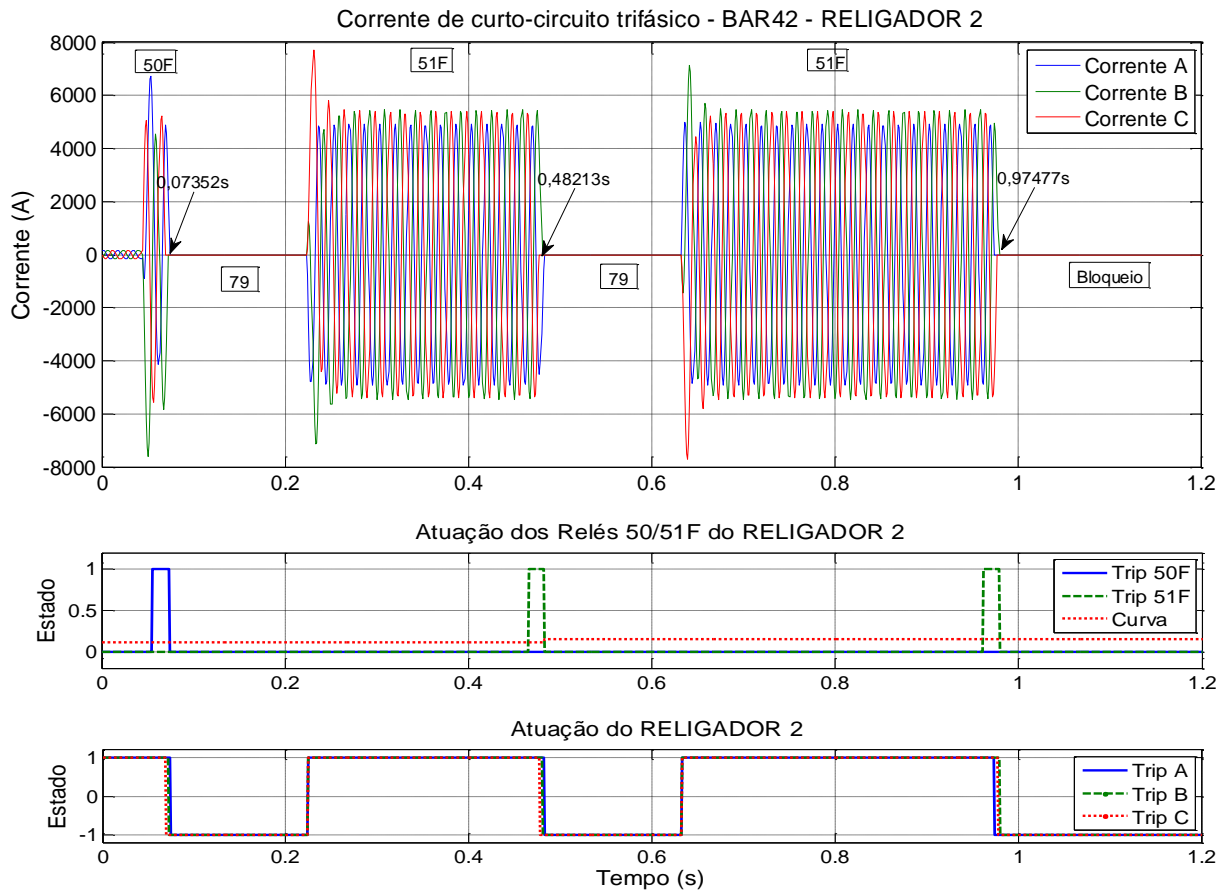 Corrente de curto-circuito trifásico - BAR42 - RELIGADOR 2
8000
6000
4000
2000
0
-2000
-4000
-6000
-8000
Corrente (A)
50F
51F
51F
Corrente A
Corrente B
Corrente C
0,07352s
0,48213s
0,97477s
79
79
Bloqueio
0
0.2
0.4
0.6
0.8
1
1.2
Atuação dos Relés 50/51F do RELIGADOR 2
1
0.5
0
Estado
Trip 50F
Trip 51F
Curva
0
0.2
0.4
0.6
0.8
1
1.2
Atuação do RELIGADOR 2
1
0
-1
Estado
Trip A
Trip B
Trip C
0
0.2
0.4
0.6
0.8
1
1.2
Tempo (s)